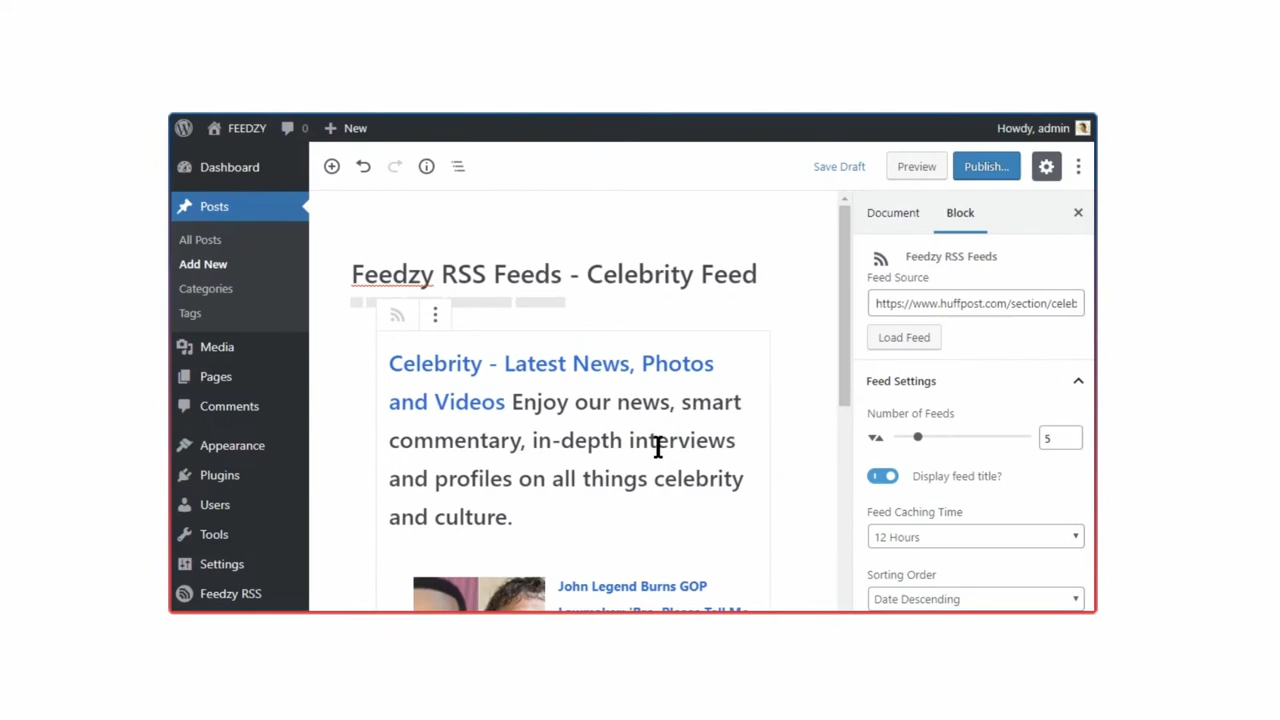 FEEDZY 0 New Howdy, admin
Dashboard
Posts
All Posts
Add New
Categories
Tags
Media
Pages
Comments
Appearance
Plugins
Users
Tools
Settings
Feedzy RSS
Save Draft Preview Publish...
Feedzy RSS Feeds - Celebrity Feed
Celebrity - Latest News, Photos
and Videos Enjoy our news, smart
commentary, in-depth interviews
and profiles on all things celebrity
and culture.
John Legend Burns GOP
Document Block
Feedzy RSS Feeds
Feed Source
https://www.huffpost.com/section/celeb
Load Feed
Feed Settings
Number of Feeds
5
Display feed title?
Feed Caching Time
12 Hours
Sorting Order
Date Descending